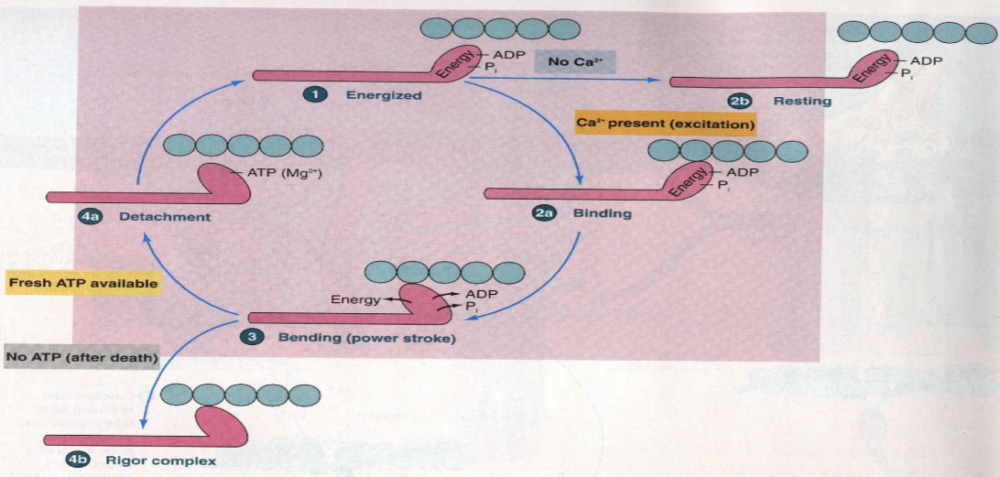 Energy
ADP
Pi
No Ca²⁺
1 Energized
Energy
ADP
Pi
2b Resting
Ca²⁺ present (excitation)
ATP (Mg²⁺)
4a Detachment
Energy
ADP
Pi
2a Binding
Fresh ATP available
Energy
ADP
Pi
3 Bending (power stroke)
No ATP (after death)
4b Rigor complex